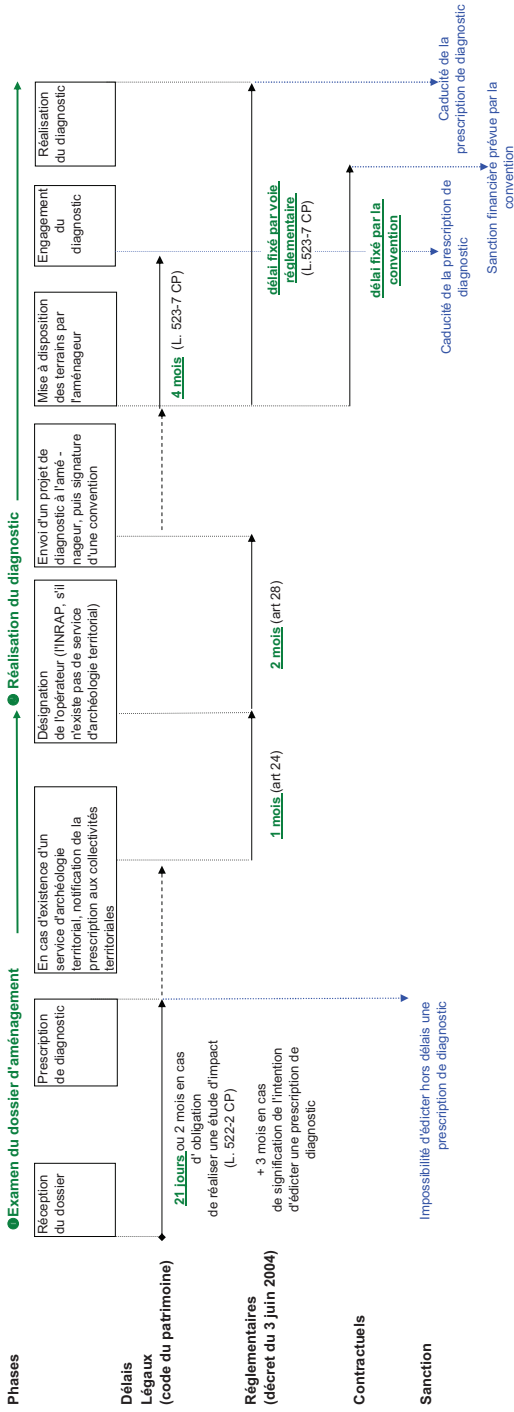 Phases
❶Examen du dossier d'aménagement
❷ Réalisation du diagnostic
Réception
du dossier
Prescription
de diagnostic
En cas d'existence d'un
service d'archéologie
territorial, notification de la
prescription aux collectivités
territoriales
Désignation
de l'opérateur (l'INRAP, s'il
n'existe pas de service
d'archéologie territorial)
Envoi d'un projet de
diagnostic à l'amé -
nageur, puis signature
d'une convention
Mise à disposition
des terrains par
l'aménageur
Engagement
du
diagnostic
Réalisation
du diagnostic
Délais
Légaux
(code du patrimoine)
21 jours ou 2 mois en cas
d' obligation
de réaliser une étude d'impact
(L. 522-2 CP)
4 mois (L. 523-7 CP)
Réglementaires
(décret du 3 juin 2004)
+ 3 mois en cas
de signification de l'intention
d'édicter une prescription de
diagnostic
1 mois (art 24)
2 mois (art 28)
délai fixé par voie
réglementaire
(L.523-7 CP)
Contractuels
délai fixé par la
convention
Sanction
Impossibilité d'édicter hors délais une
prescription de diagnostic
Caducité de la prescription de
diagnostic
Caducité de la
prescription de diagnostic
Sanction financière prévue par la
convention